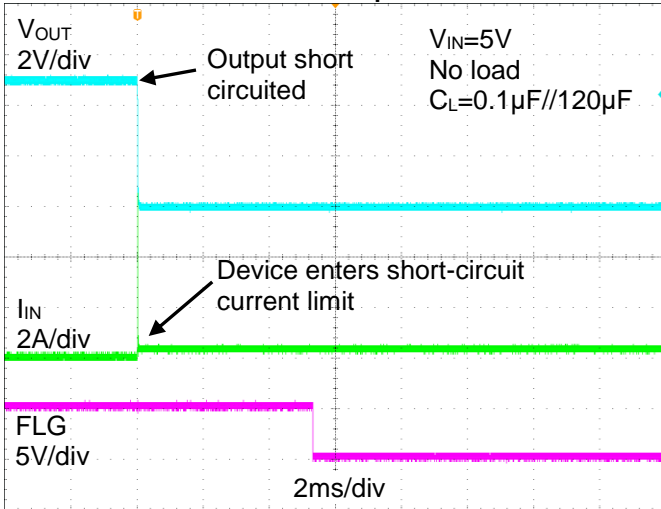 VOUT
2V/div
Output short
circuited
VIN=5V
No load
CL=0.1µF//120µF
Device enters short-circuit
current limit
IIN
2A/div
FLG
5V/div
2ms/div